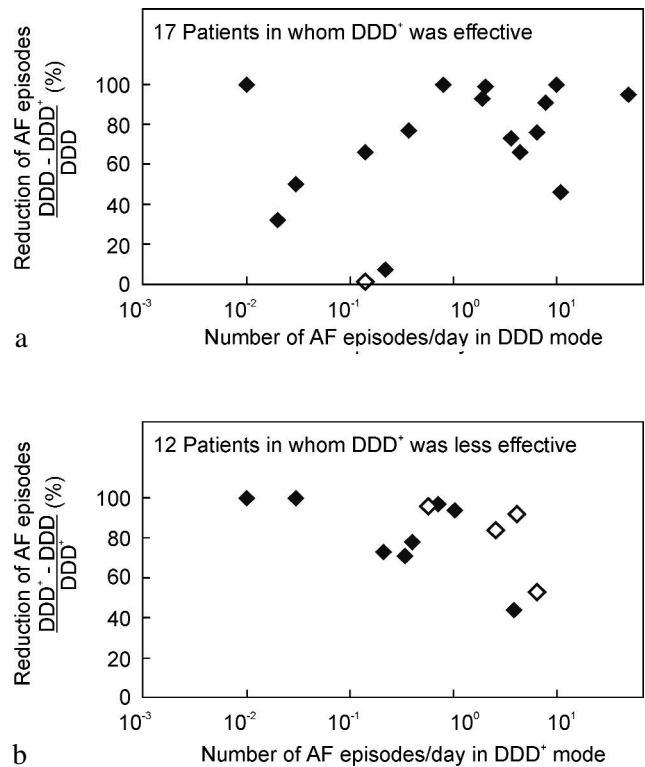 17 Patients in whom DDD⁺ was effective
Reduction of AF episodes
DDD - DDD⁺ (%)
DDD
100
80
60
40
20
0
10⁻³
10⁻²
10⁻¹
10⁰
10¹
Number of AF episodes/day in DDD mode
a
12 Patients in whom DDD⁺ was less effective
Reduction of AF episodes
DDD⁺ - DDD (%)
DDD⁺
100
80
60
40
20
0
10⁻³
10⁻²
10⁻¹
10⁰
10¹
Number of AF episodes/day in DDD⁺ mode
b